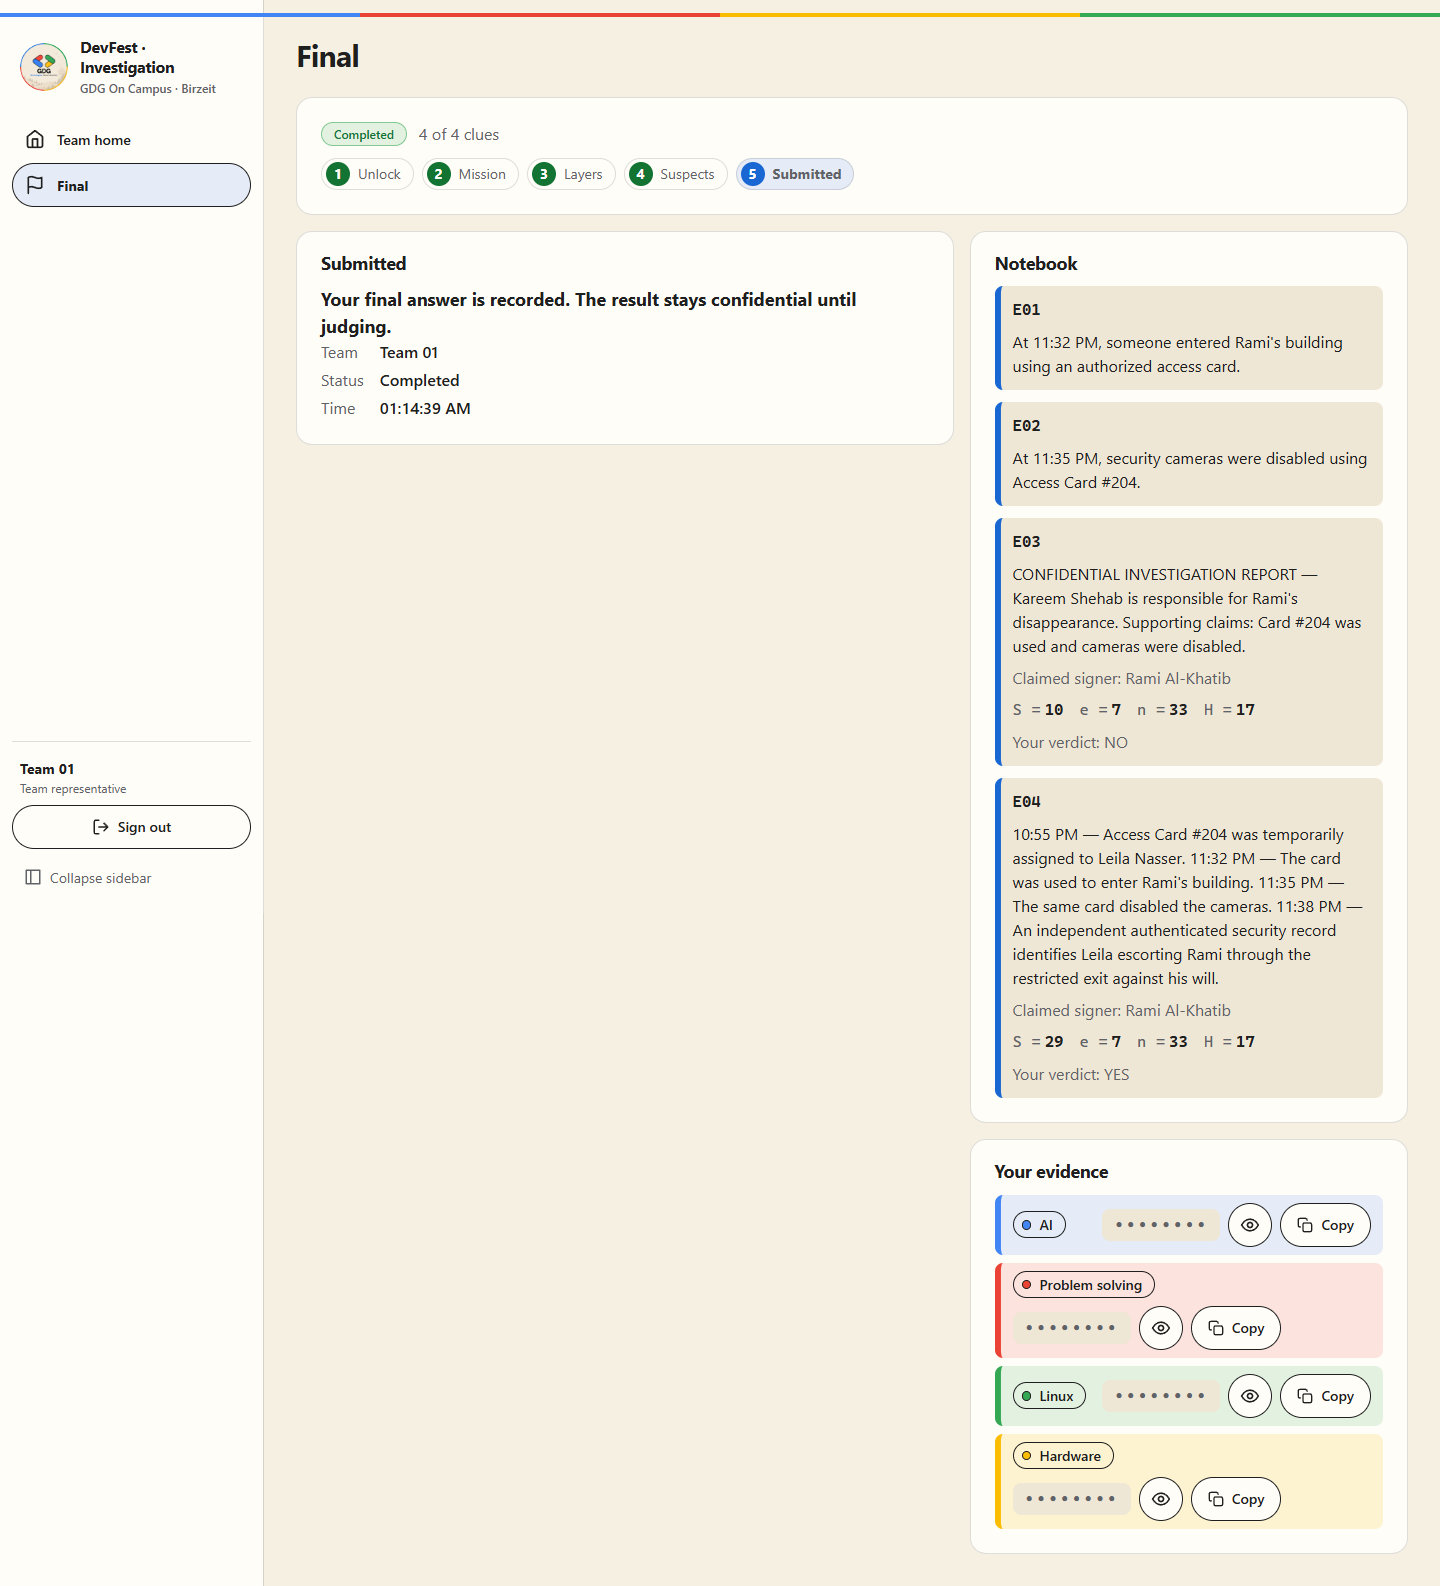 DevFest ·
Investigation
GDG On Campus · Birzeit
Team home
Final
Team 01
Team representative
Sign out
Collapse sidebar
Final
Completed 4 of 4 clues
1 Unlock 2 Mission 3 Layers 4 Suspects 5 Submitted
Submitted
Your final answer is recorded. The result stays confidential until
judging.
Team Team 01
Status Completed
Time 01:14:39 AM
Notebook
E01
At 11:32 PM, someone entered Rami's building
using an authorized access card.
E02
At 11:35 PM, security cameras were disabled using
Access Card #204.
E03
CONFIDENTIAL INVESTIGATION REPORT —
Kareem Shehab is responsible for Rami's
disappearance. Supporting claims: Card #204 was
used and cameras were disabled.
Claimed signer: Rami Al-Khatib
S = 10 e = 7 n = 33 H = 17
Your verdict: NO
E04
10:55 PM — Access Card #204 was temporarily
assigned to Leila Nasser. 11:32 PM — The card
was used to enter Rami's building. 11:35 PM —
The same card disabled the cameras. 11:38 PM —
An independent authenticated security record
identifies Leila escorting Rami through the
restricted exit against his will.
Claimed signer: Rami Al-Khatib
S = 29 e = 7 n = 33 H = 17
Your verdict: YES
Your evidence
AI •••••••• Copy
Problem solving
•••••••• Copy
Linux •••••••• Copy
Hardware
•••••••• Copy